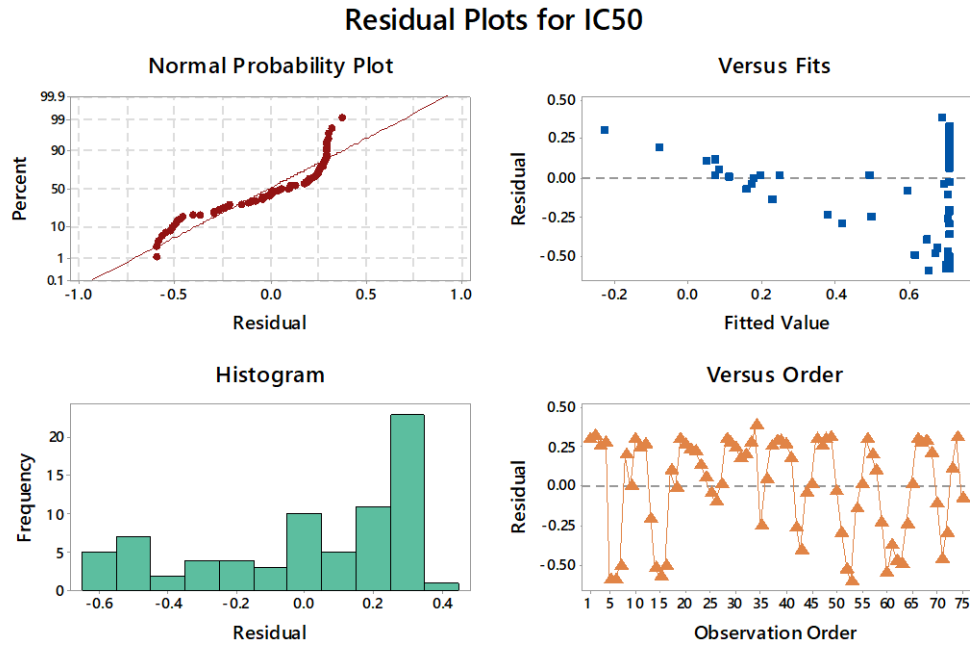 Residual Plots for IC50
Normal Probability Plot
Percent
99.9
99
90
50
10
1
0.1
-1.0 -0.5 0.0 0.5 1.0
Residual
Versus Fits
Residual
0.50
0.25
0.00
-0.25
-0.50
-0.2 0.0 0.2 0.4 0.6
Fitted Value
Histogram
Frequency
20
15
10
5
0
-0.6 -0.4 -0.2 0.0 0.2 0.4
Residual
Versus Order
Residual
0.50
0.25
0.00
-0.25
-0.50
1 5 10 15 20 25 30 35 40 45 50 55 60 65 70 75
Observation Order